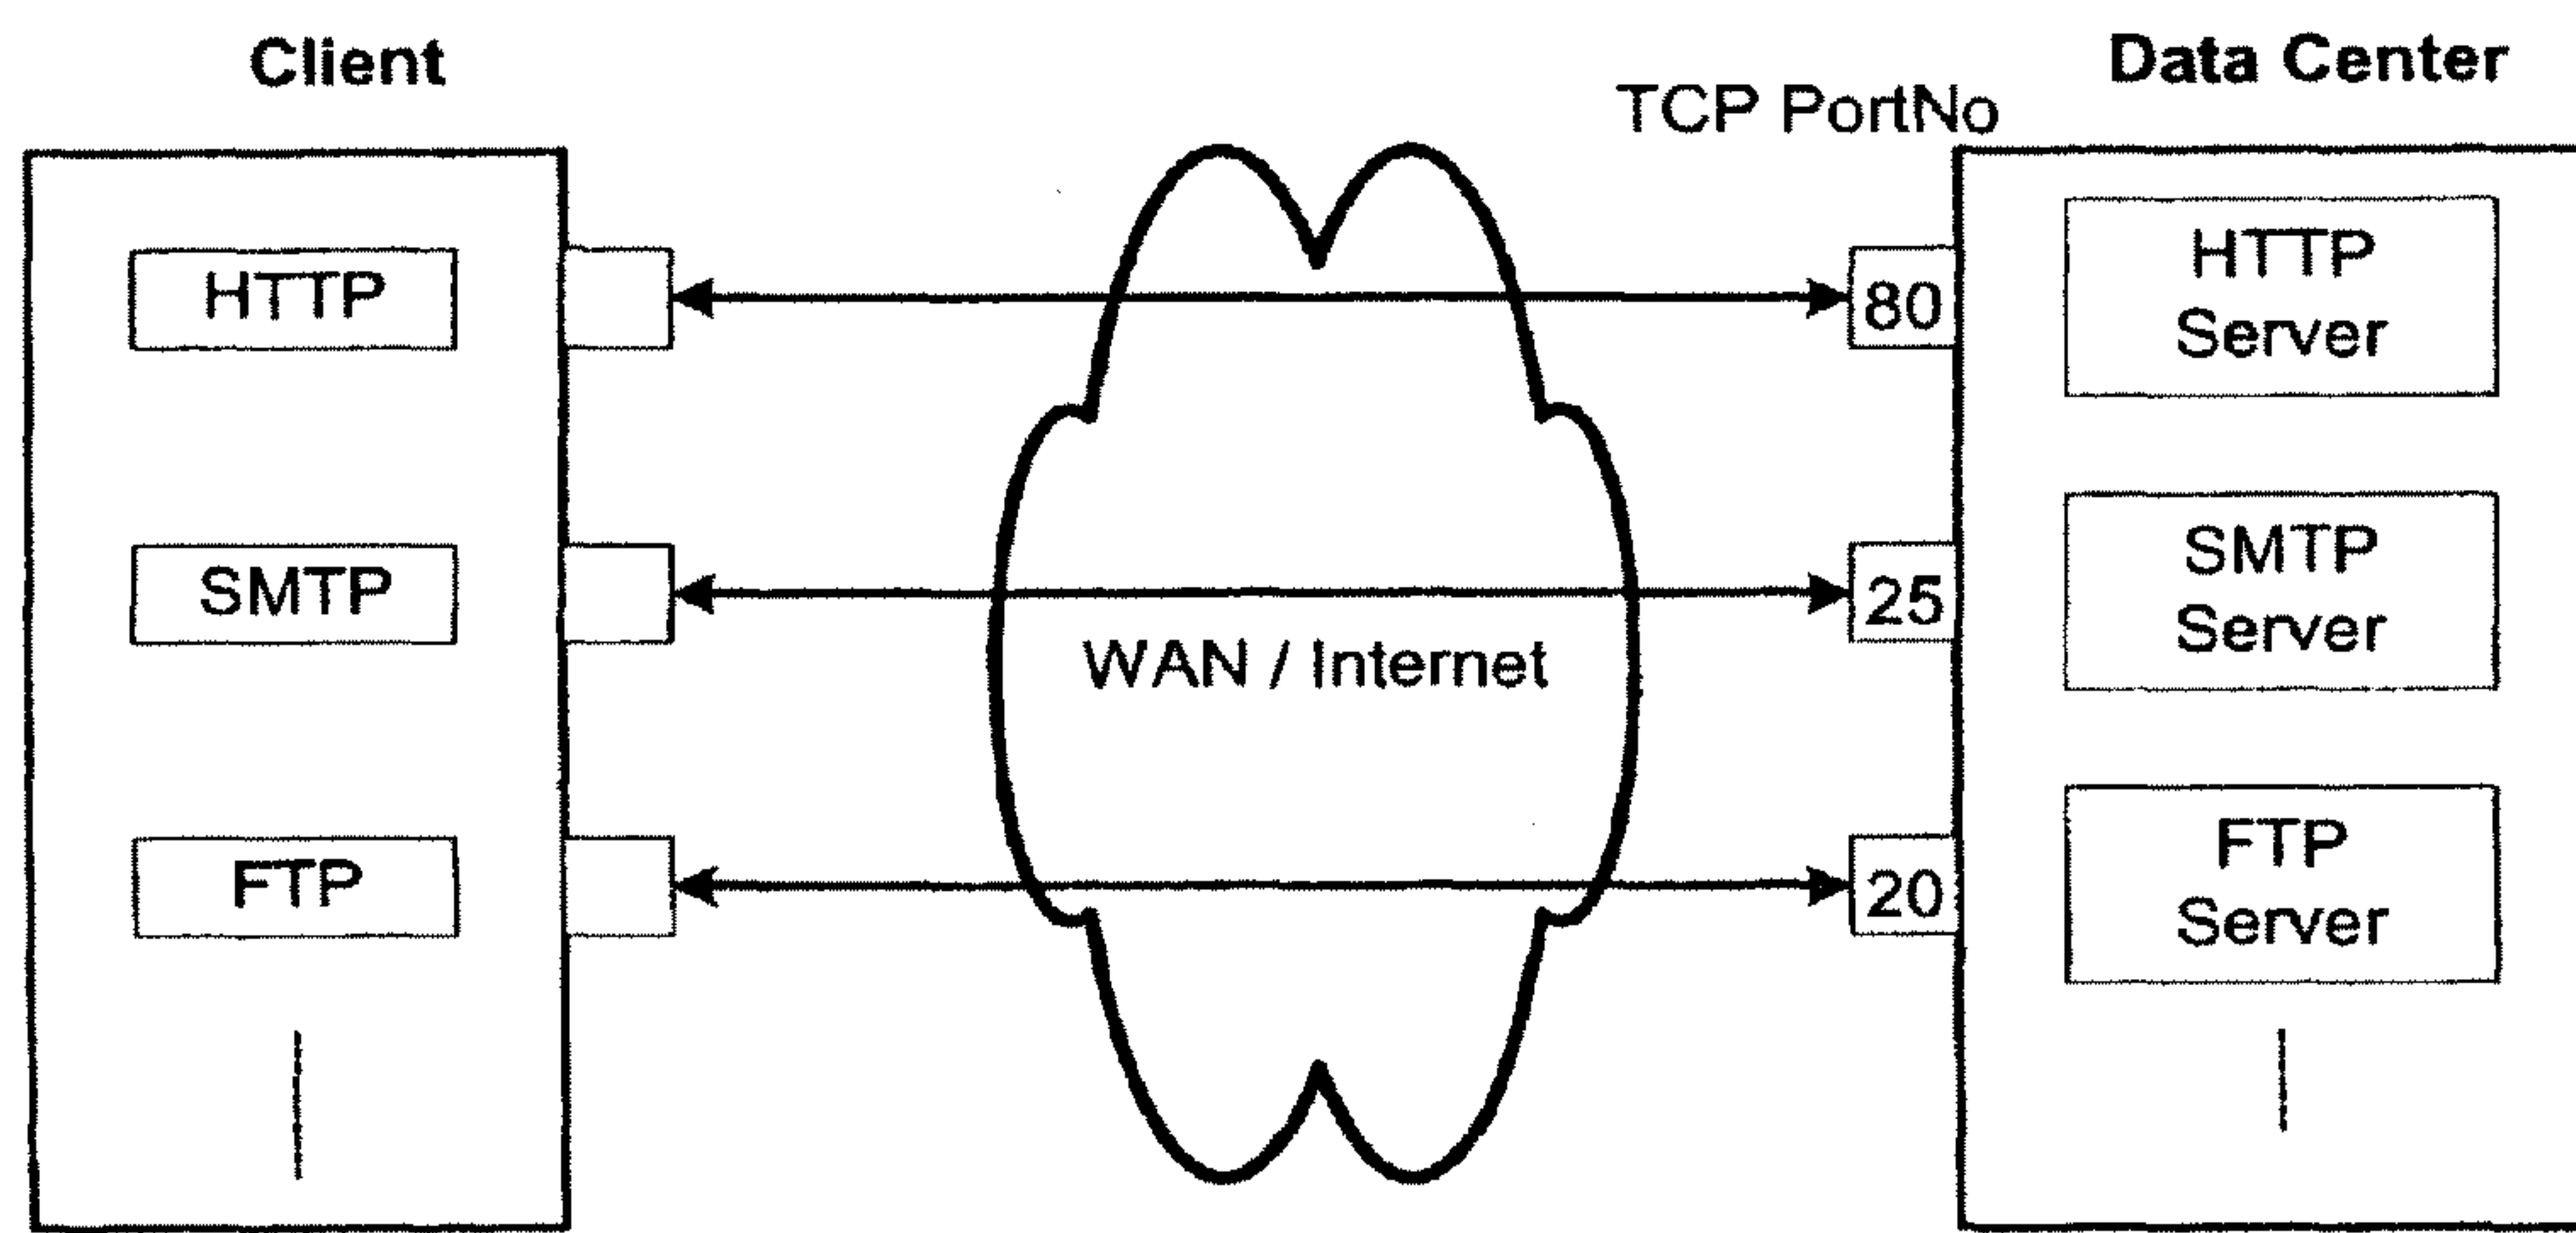 Client
Data Center
TCP PortNo
HTTP
80
HTTP
Server
SMTP
25
SMTP
Server
WAN / Internet
FTP
20
FTP
Server